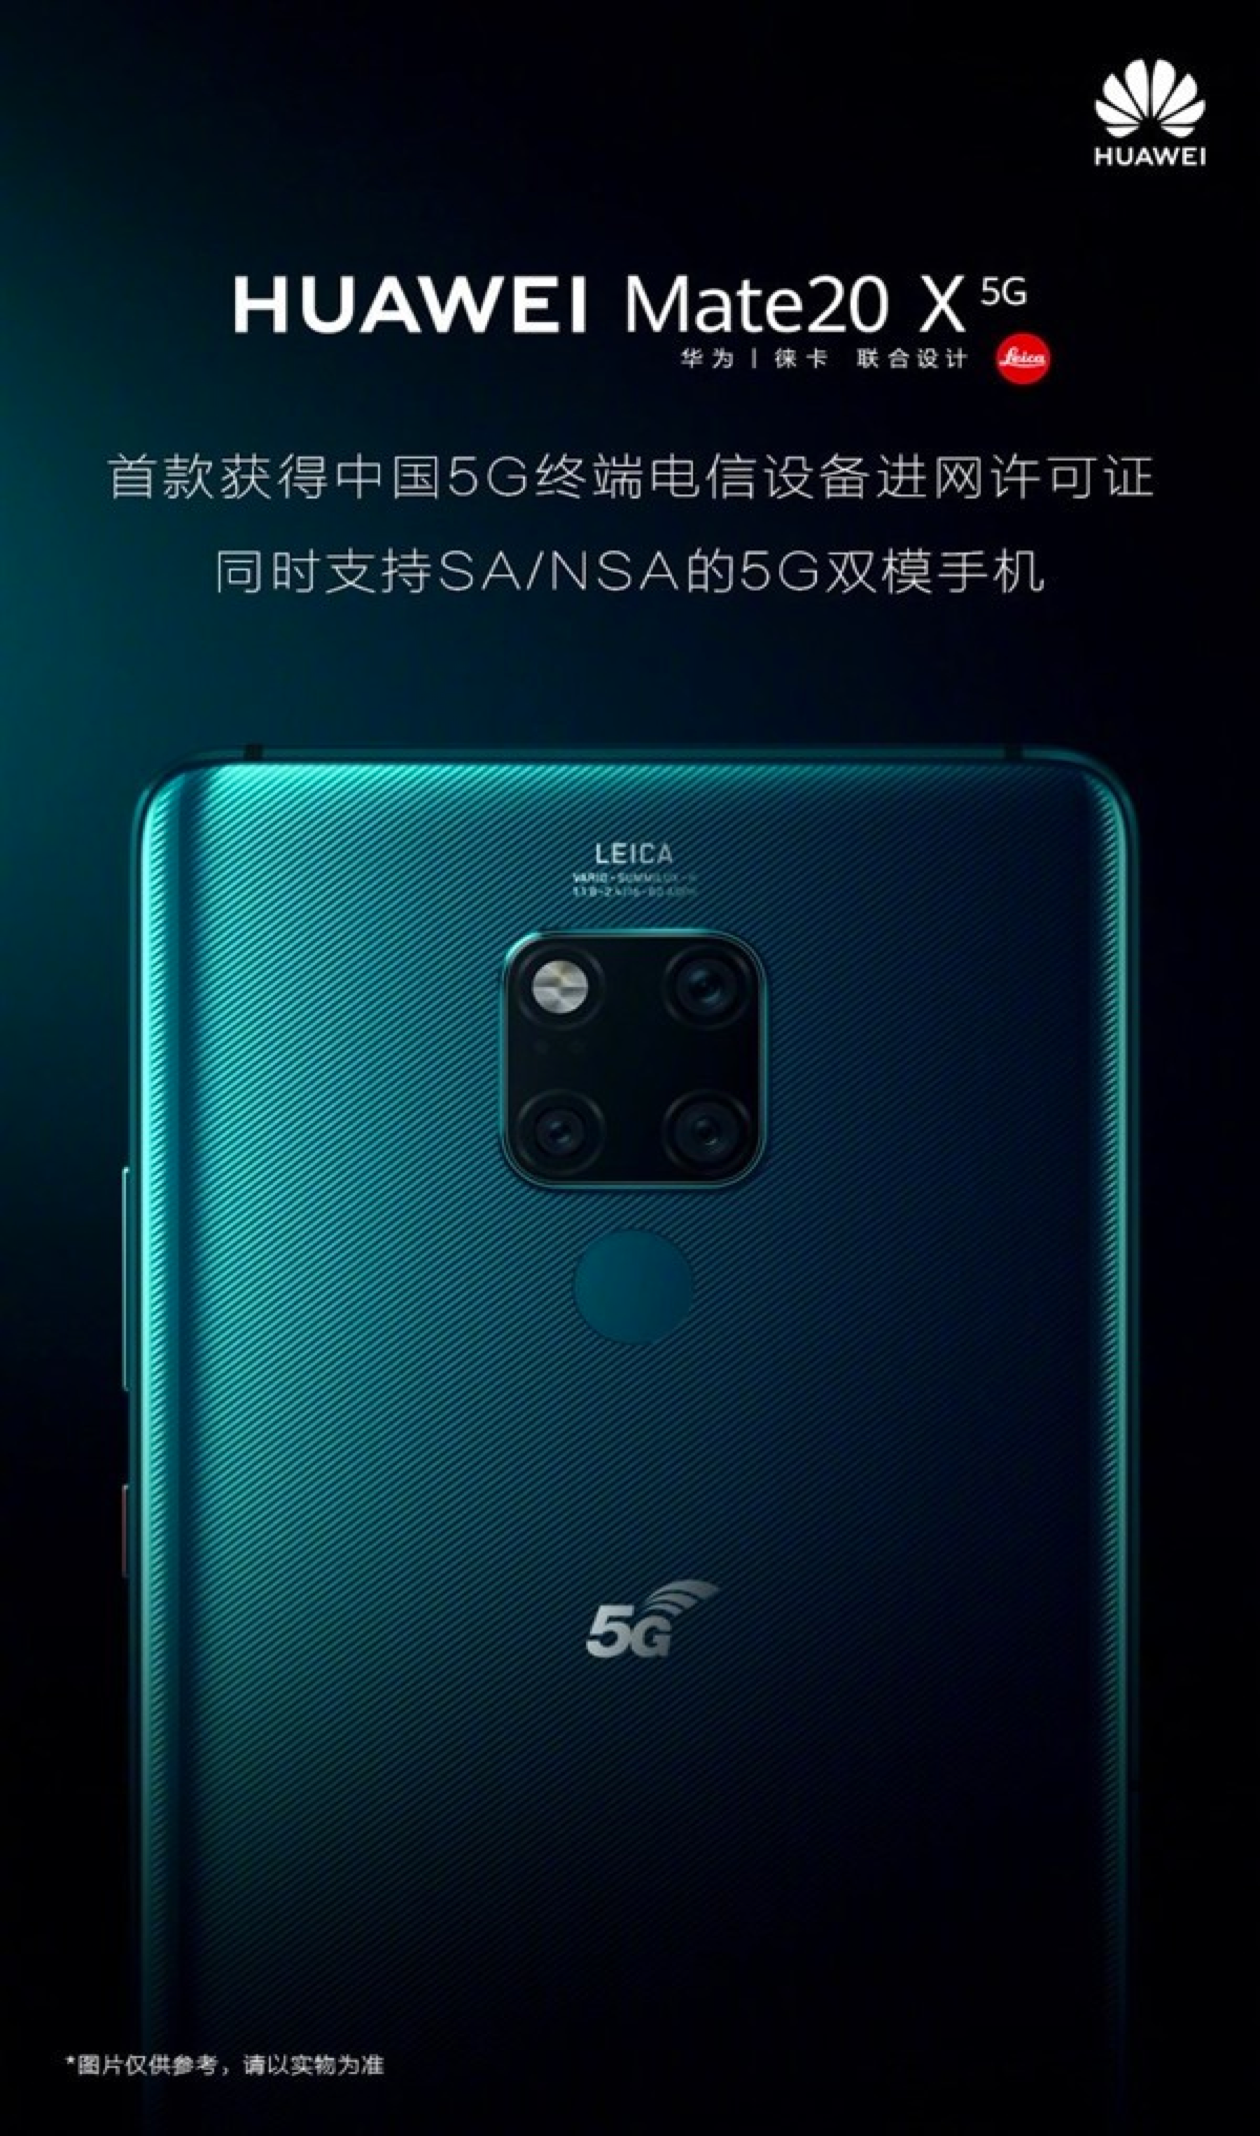 HUAWEI
HUAWEI Mate20 X 5G
华为 | 徕卡 联合设计 Leica
首款获得中国5G终端电信设备进网许可证
同时支持SA/NSA的5G双模手机
LEICA
VARIO-SUMMILUX-H
5G
*图片仅供参考，请以实物为准